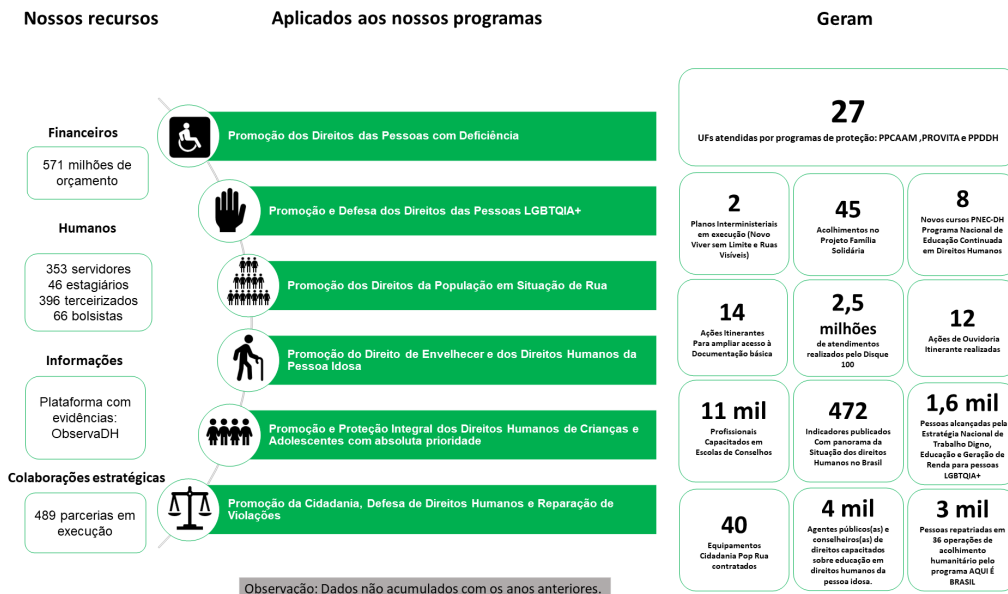 Nossos recursos
Aplicados aos nossos programas
Geram
Financeiros
571 milhões de
orçamento
Humanos
353 servidores
46 estagiários
396 terceirizados
66 bolsistas
Informações
Plataforma com
evidências:
ObservaDH
Colaborações estratégicas
489 parcerias em
execução
Promoção dos Direitos das Pessoas com Deficiência
Promoção e Defesa dos Direitos das Pessoas LGBTQIA+
Promoção dos Direitos da População em Situação de Rua
Promoção do Direito de Envelhecer e dos Direitos Humanos da
Pessoa Idosa
Promoção e Proteção Integral dos Direitos Humanos de Crianças e
Adolescentes com absoluta prioridade
Promoção da Cidadania, Defesa de Direitos Humanos e Reparação de
Violações
Observação: Dados não acumulados com os anos anteriores.
27
UFs atendidas por programas de proteção: PPCAAM ,PROVITA e PPDDH
2
Planos Interministeriais
em execução (Novo
Viver sem Limite e Ruas
Visíveis)
45
Acolhimentos no
Projeto Família
Solidária
8
Novos cursos PNEC-DH
Programa Nacional de
Educação Continuada
em Direitos Humanos
14
Ações Itinerantes
Para ampliar acesso à
Documentação básica
2,5
milhões
de atendimentos
realizados pelo Disque
100
12
Ações de Ouvidoria
Itinerante realizadas
11 mil
Profissionais
Capacitados em
Escolas de Conselhos
472
Indicadores publicados
Com panorama da
Situação dos direitos
Humanos no Brasil
1,6 mil
Pessoas alcançadas pela
Estratégia Nacional de
Trabalho Digno,
Educação e Geração de
Renda para pessoas
LGBTQIA+
40
Equipamentos
Cidadania Pop Rua
contratados
4 mil
Agentes públicos(as) e
conselheiros(as) de
direitos capacitados
sobre educação em
direitos humanos da
pessoa idosa.
3 mil
Pessoas repatriadas em
36 operações de
acolhimento
humanitário pelo
programa AQUI É
BRASIL